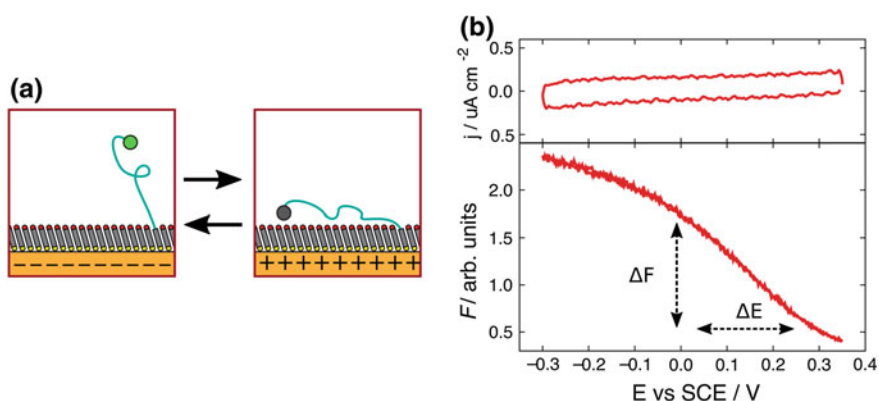 (a)
– – – – – – – – – –
+ + + + + + + + +
(b)
j / uA cm-2
0.5
0.0
0.5
F/ arb. units
2.0
1.5
1.0
0.5
ΔF
ΔE
−0.3 −0.2 −0.1 0.0 0.1 0.2 0.3 0.4
E vs SCE / V